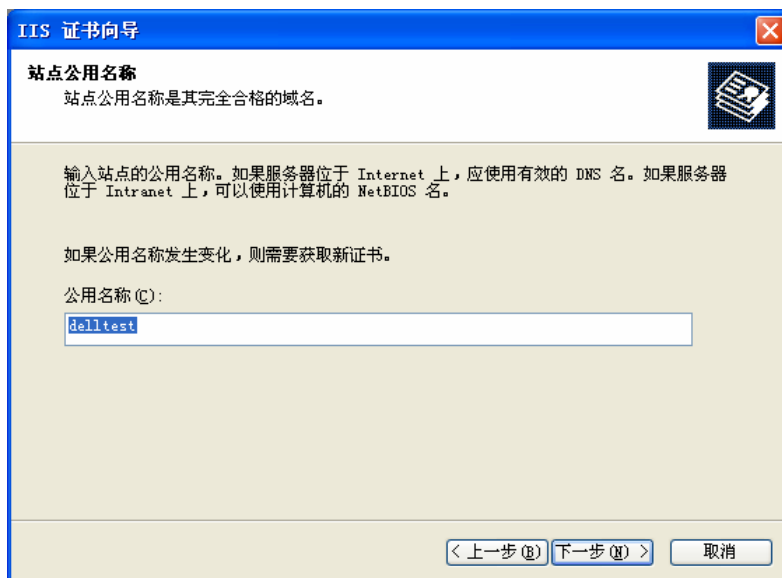 IIS 证书向导
站点公用名称
站点公用名称是其完全合格的域名。
输入站点的公用名称。如果服务器位于 Internet 上，应使用有效的 DNS 名。如果服务器
位于 Intranet 上，可以使用计算机的 NetBIOS 名。
如果公用名称发生变化，则需要获取新证书。
公用名称(C):
delltest
< 上一步(B) 下一步(N) > 取消